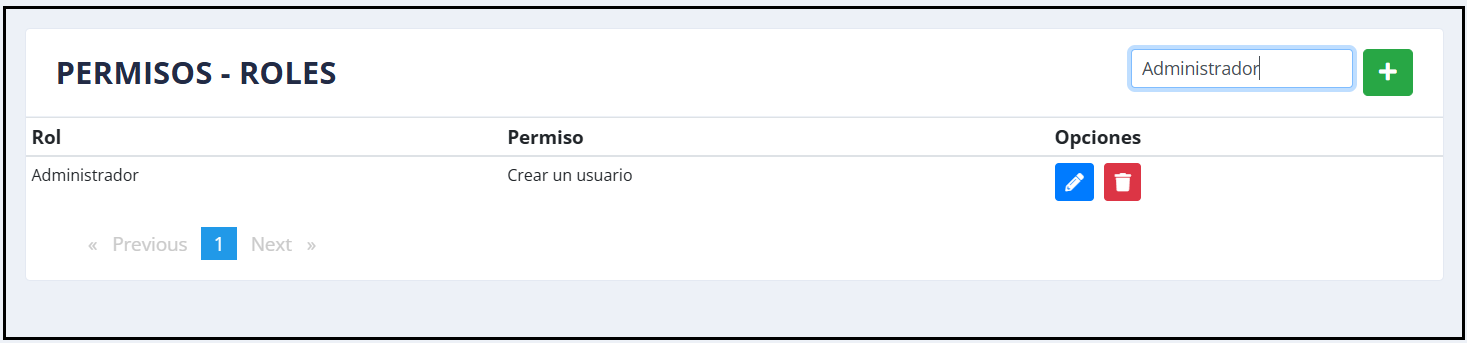 PERMISOS - ROLES
Administrador
Rol Permiso Opciones
Administrador Crear un usuario
« Previous 1 Next »